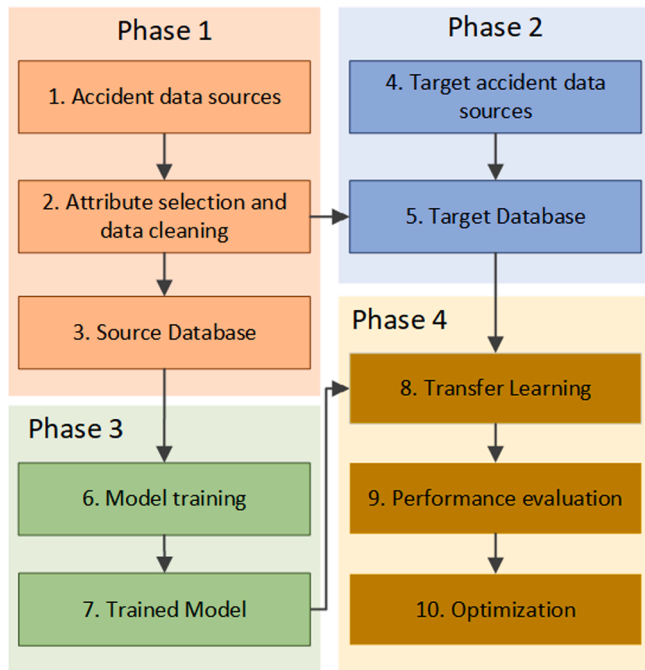 Phase 1
1. Accident data sources
2. Attribute selection and
data cleaning
3. Source Database
Phase 2
4. Target accident data
sources
5. Target Database
Phase 3
6. Model training
7. Trained Model
Phase 4
8. Transfer Learning
9. Performance evaluation
10. Optimization